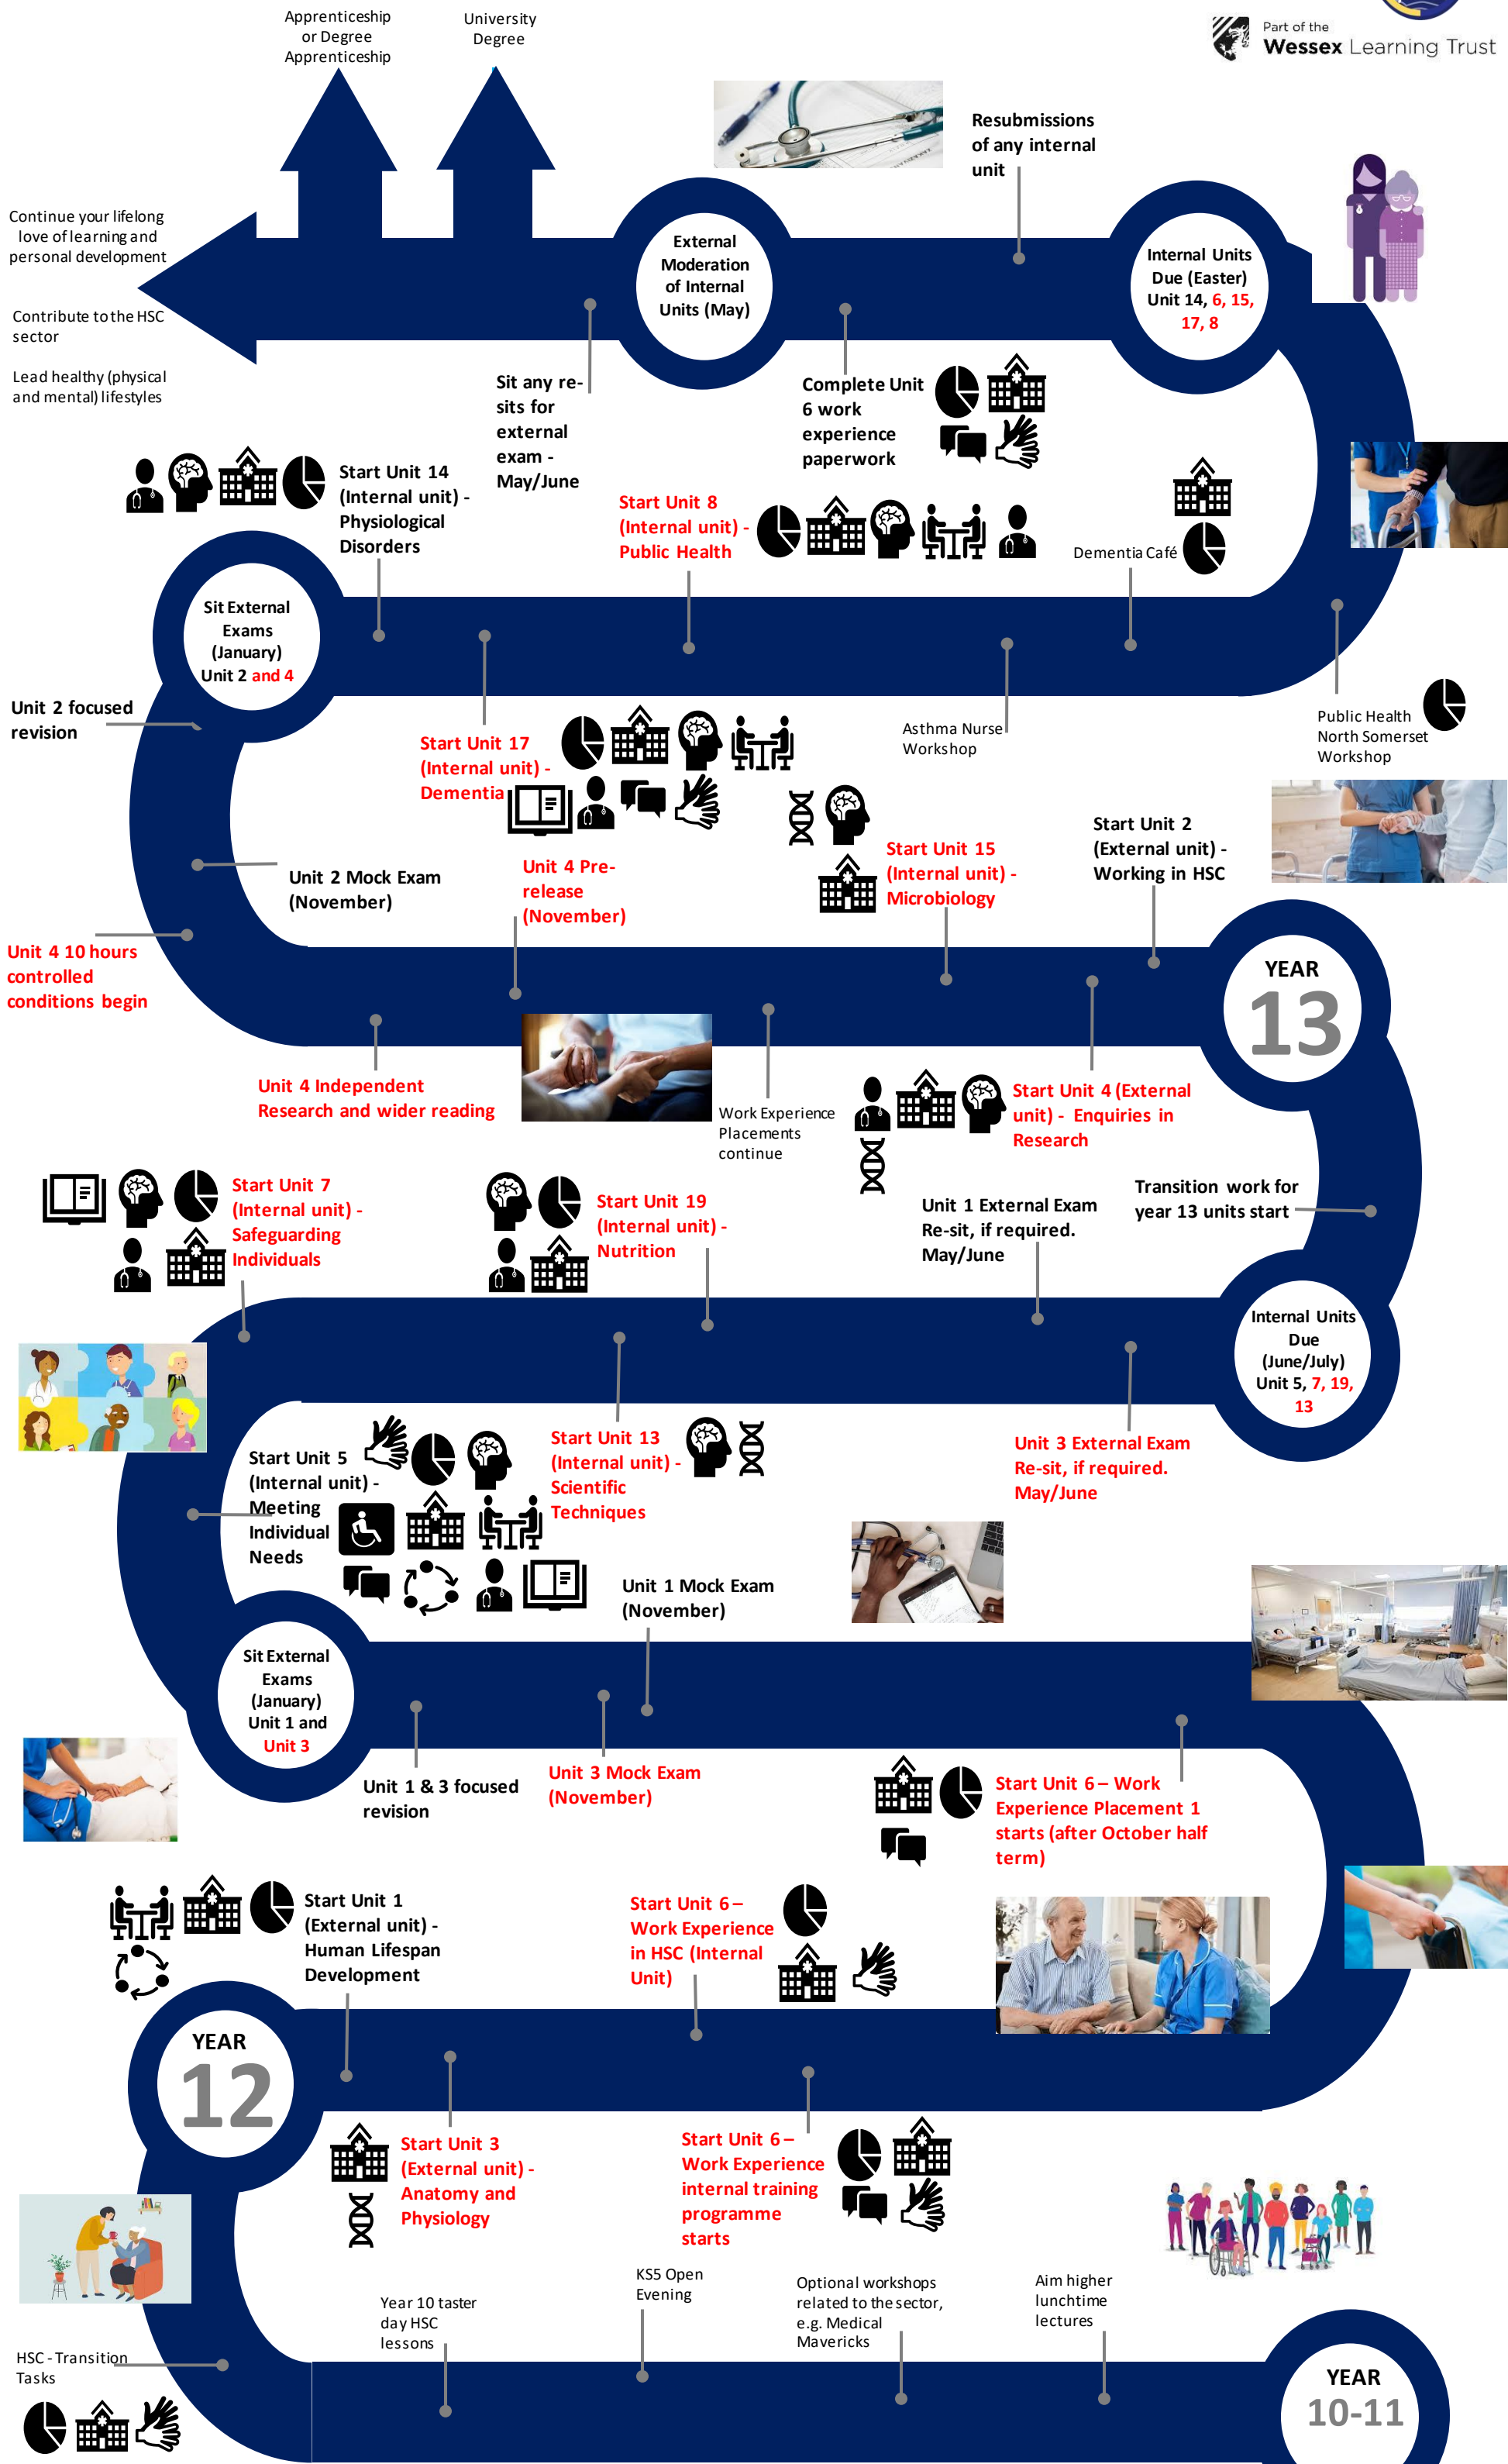 Apprenticeship
or Degree
Apprenticeship
University
Degree
Part of the
Wessex Learning Trust
Resubmissions
of any internal
unit
Continue your lifelong
love of learning and
personal development
Contribute to the HSC
sector
Lead healthy (physical
and mental) lifestyles
External
Moderation
of Internal
Units (May)
Internal Units
Due (Easter)
Unit 14, 6, 15,
17, 8
Sit any re-
sits for
external
exam -
May/June
Complete Unit
6 work
experience
paperwork
Start Unit 14
(Internal unit) -
Physiological
Disorders
Start Unit 8
(Internal unit) -
Public Health
Dementia Café
Sit External
Exams
(January)
Unit 2 and 4
Unit 2 focused
revision
Start Unit 17
(Internal unit) -
Dementia
Asthma Nurse
Workshop
Public Health
North Somerset
Workshop
Unit 2 Mock Exam
(November)
Unit 4 Pre-
release
(November)
Start Unit 15
(Internal unit) -
Microbiology
Start Unit 2
(External unit) -
Working in HSC
Unit 4 10 hours
controlled
conditions begin
YEAR
13
Unit 4 Independent
Research and wider reading
Work Experience
Placements
continue
Start Unit 4 (External
unit) - Enquiries in
Research
Start Unit 7
(Internal unit) -
Safeguarding
Individuals
Start Unit 19
(Internal unit) -
Nutrition
Unit 1 External Exam
Re-sit, if required.
May/June
Transition work for
year 13 units start
Internal Units
Due
(June/July)
Unit 5, 7, 19,
13
Start Unit 5
(Internal unit) -
Meeting
Individual
Needs
Start Unit 13
(Internal unit) -
Scientific
Techniques
Unit 3 External Exam
Re-sit, if required.
May/June
Unit 1 Mock Exam
(November)
Sit External
Exams
(January)
Unit 1 and
Unit 3
Unit 1 & 3 focused
revision
Unit 3 Mock Exam
(November)
Start Unit 6 – Work
Experience Placement 1
starts (after October half
term)
Start Unit 1
(External unit) -
Human Lifespan
Development
Start Unit 6 –
Work Experience
in HSC (Internal
Unit)
YEAR
12
Start Unit 3
(External unit) -
Anatomy and
Physiology
Start Unit 6 –
Work Experience
internal training
programme
starts
Year 10 taster
day HSC
lessons
KS5 Open
Evening
Optional workshops
related to the sector,
e.g. Medical
Mavericks
Aim higher
lunchtime
lectures
HSC - Transition
Tasks
YEAR
10-11